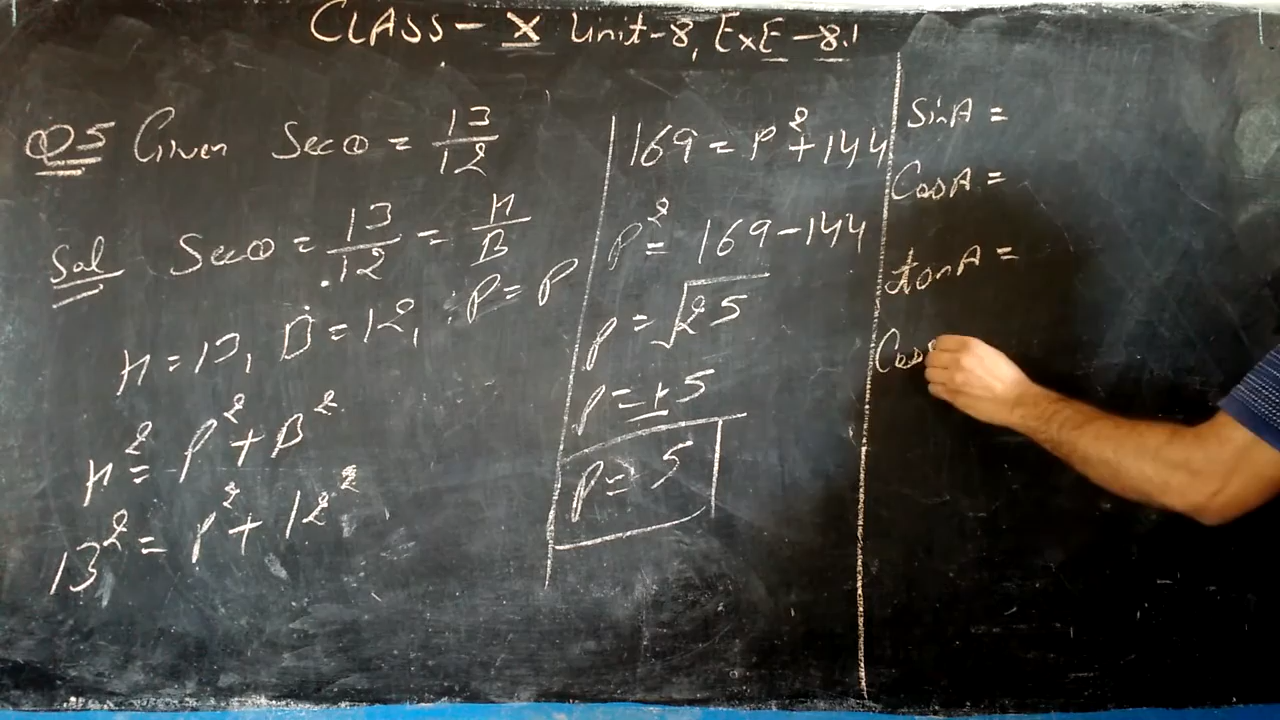 CLASS - X Unit-8, ExE-8.1
Q5 Given Secθ = 13/12
Sol Secθ = 13/12 = H/B
H = 13, B = 12, P = P
H² = P² + B²
13² = P² + 12²
169 = P² + 144
P² = 169 - 144
P = √25
P = ±5
P = 5
SinA =
CosA =
tanA =
Cos